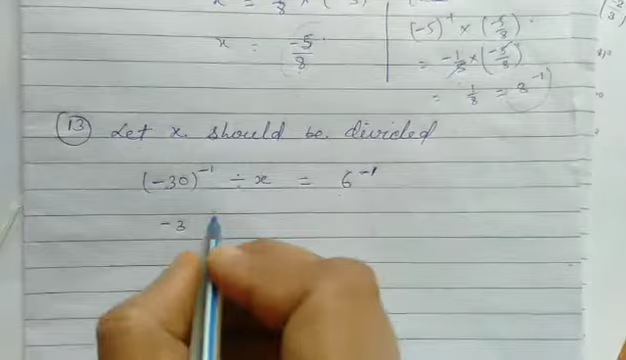 x = -5/8
(-5)⁻¹ × (-5/8)
= -1/5 × (-5/8)
= 1/8 = 8⁻¹
13 Let x should be divided
(-30)⁻¹ ÷ x = 6⁻¹
-3